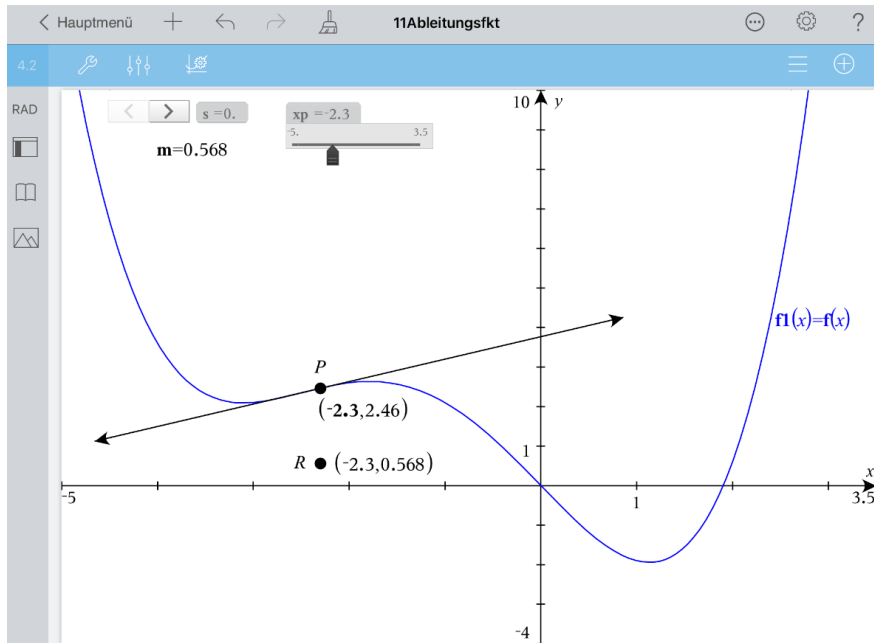 Hauptmenü
11Ableitungsfkt
?
4.2
RAD
s =0.
xp =-2.3
-5. 3.5
m=0.568
10 y
f1(x)=f(x)
P
(-2.3,2.46)
1
R (-2.3,0.568)
x
-5 1 3.5
-4